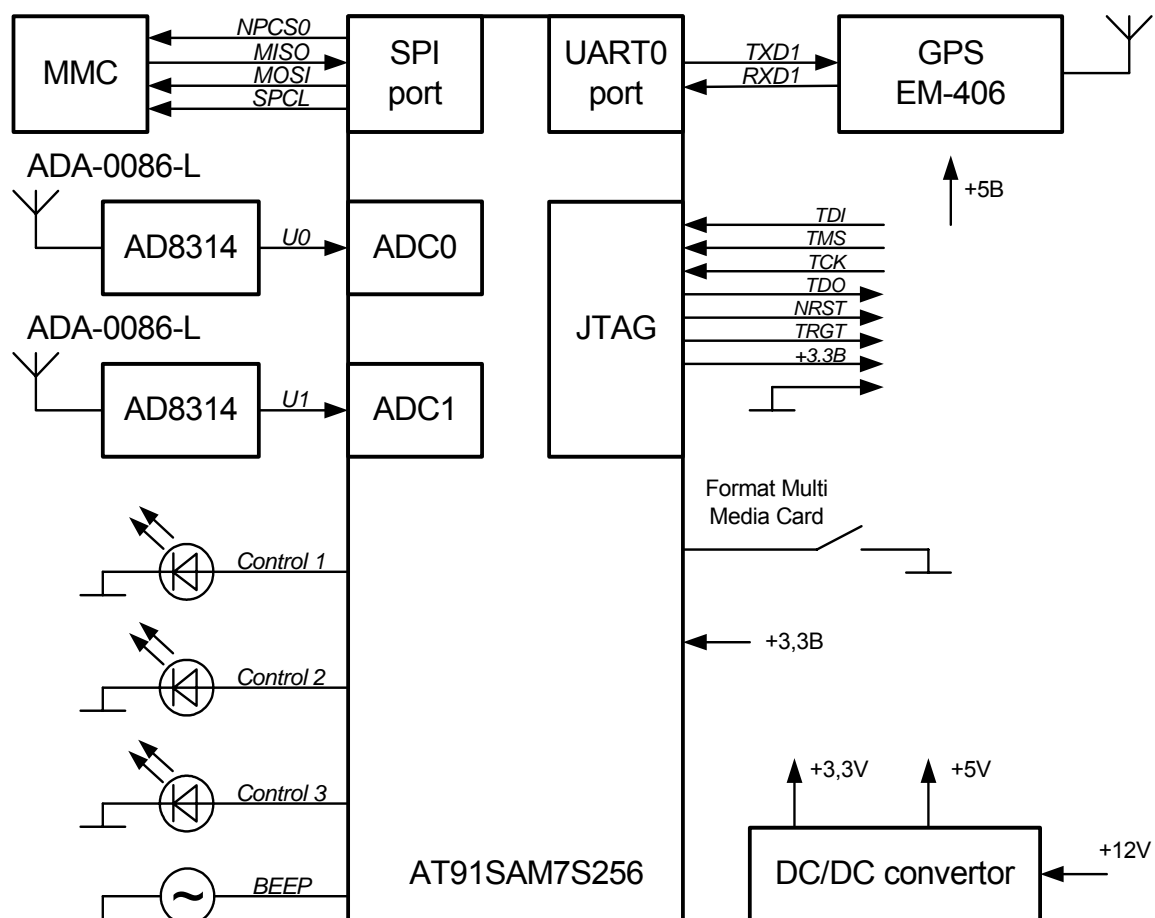 NPCS0
MISO
MOSI
SPCL
MMC
SPI
port
UART0
port
TXD1
RXD1
GPS
EM-406
+5B
ADA-0086-L
AD8314
U0
ADC0
ADA-0086-L
AD8314
U1
ADC1
JTAG
TDI
TMS
TCK
TDO
NRST
TRGT
+3.3B
Format Multi
Media Card
Control 1
+3,3B
Control 2
Control 3
+3,3V
+5V
+12V
BEEP
~
AT91SAM7S256
DC/DC convertor